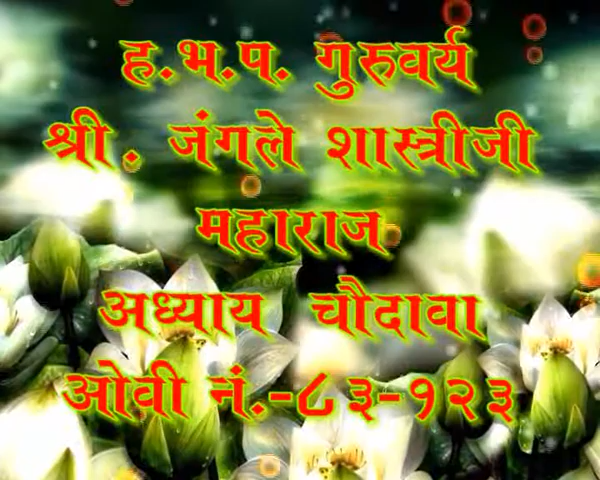 ह.भ.प. गुरुवर्य
श्री. जंगले शास्त्रीजी
महाराज
अध्याय चौदावा
ओवी नं.-८३-१२३